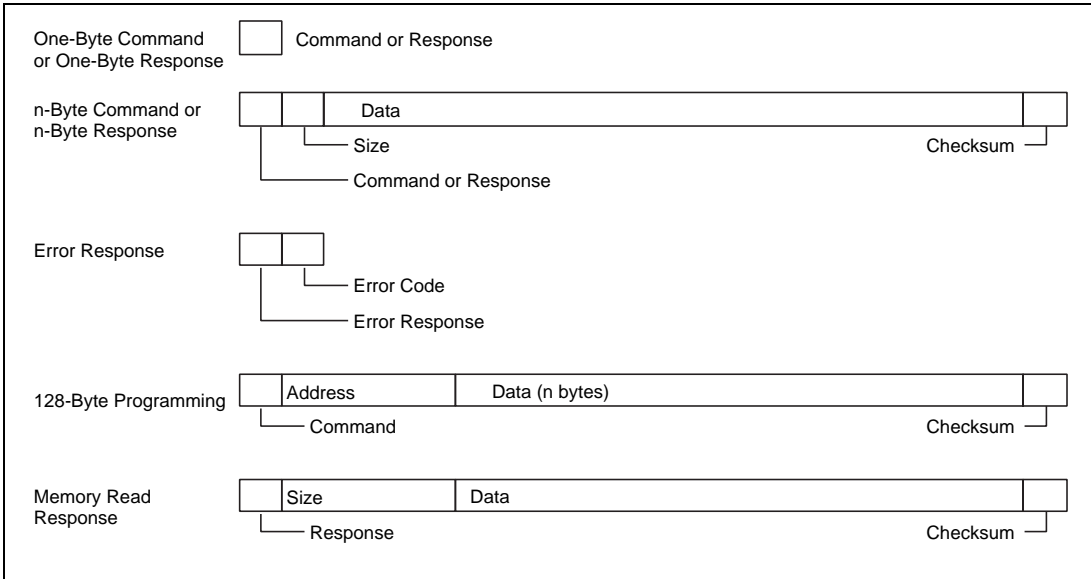 One-Byte Command
or One-Byte Response
Command or Response
n-Byte Command or
n-Byte Response
Data
Size
Checksum
Command or Response
Error Response
Error Code
Error Response
128-Byte Programming
Address
Data (n bytes)
Command
Checksum
Memory Read
Response
Size
Data
Response
Checksum